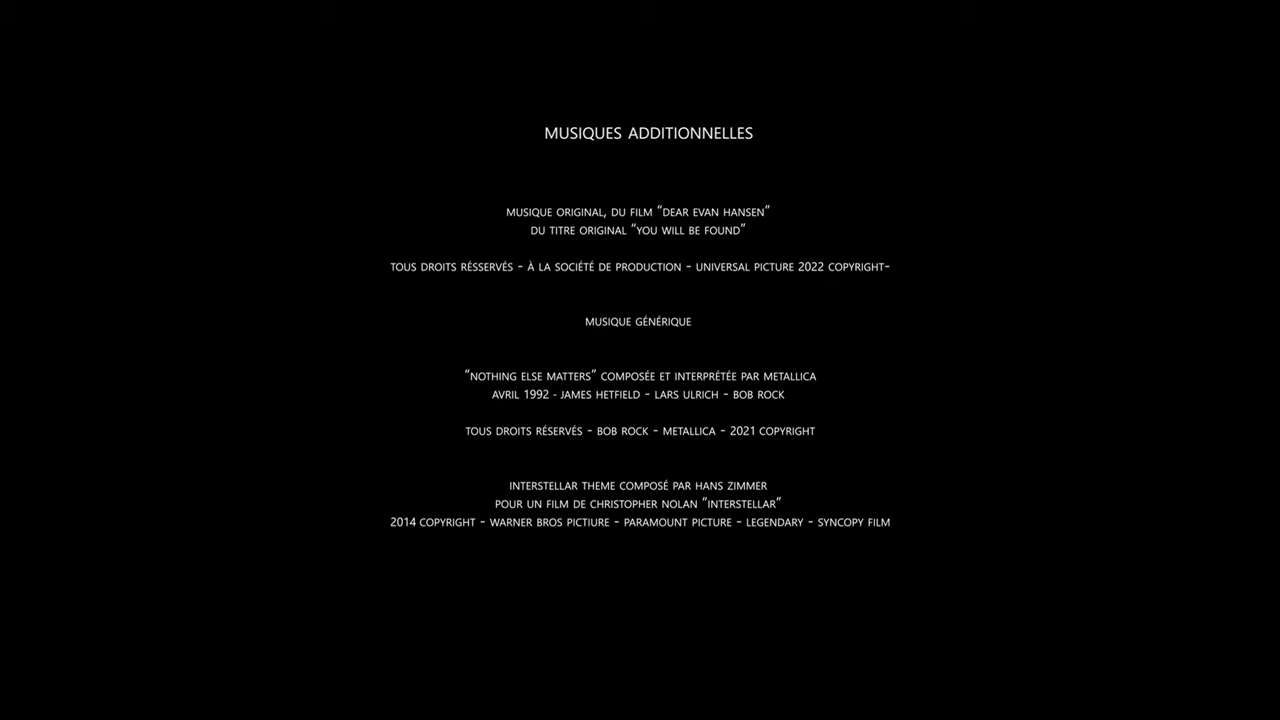 MUSIQUES ADDITIONNELLES
MUSIQUE ORIGINAL, DU FILM “DEAR EVAN HANSEN”
DU TITRE ORIGINAL “YOU WILL BE FOUND”
TOUS DROITS RÉSSERVÉS - À LA SOCIÉTÉ DE PRODUCTION - UNIVERSAL PICTURE 2022 COPYRIGHT-
MUSIQUE GÉNÉRIQUE
“NOTHING ELSE MATTERS” COMPOSÉE ET INTERPRÉTÉE PAR METALLICA
AVRIL 1992 - JAMES HETFIELD - LARS ULRICH - BOB ROCK
TOUS DROITS RÉSERVÉS - BOB ROCK - METALLICA - 2021 COPYRIGHT
INTERSTELLAR THEME COMPOSÉ PAR HANS ZIMMER
POUR UN FILM DE CHRISTOPHER NOLAN “INTERSTELLAR”
2014 COPYRIGHT - WARNER BROS PICTIURE - PARAMOUNT PICTURE - LEGENDARY - SYNCOPY FILM